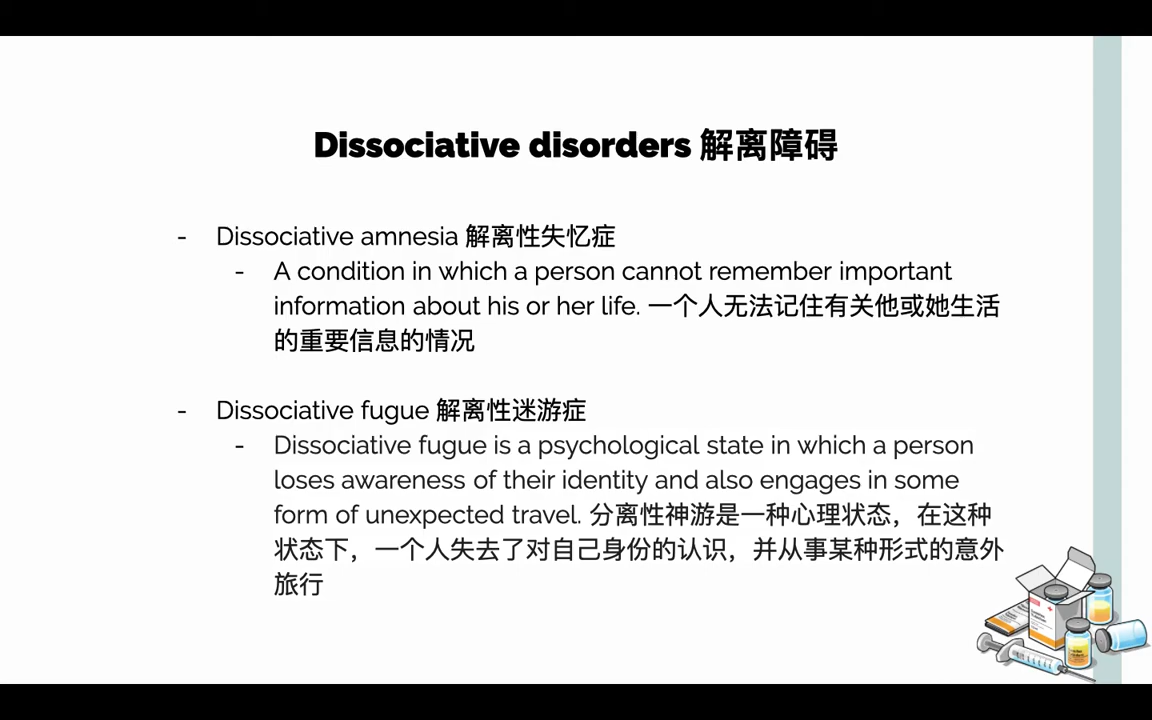 Dissociative disorders 解离障碍
- Dissociative amnesia 解离性失忆症
- A condition in which a person cannot remember important
information about his or her life. 一个人无法记住有关他或她生活
的重要信息的情况
- Dissociative fugue 解离性迷游症
- Dissociative fugue is a psychological state in which a person
loses awareness of their identity and also engages in some
form of unexpected travel. 分离性神游是一种心理状态，在这种
状态下，一个人失去了对自己身份的认识，并从事某种形式的意外
旅行